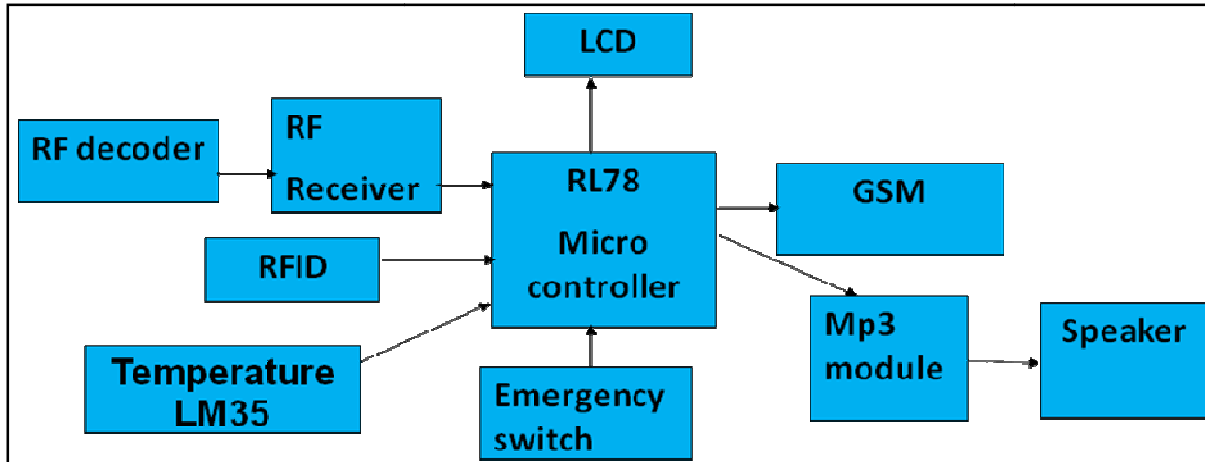 LCD
RF decoder
RF
Receiver
RL78
Micro
controller
GSM
RFID
Mp3
module
Speaker
Temperature
LM35
Emergency
switch